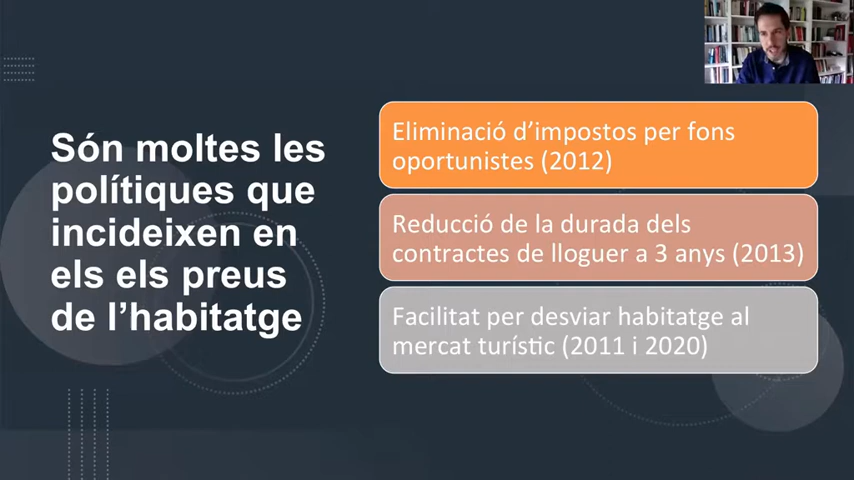 Són moltes les
polítiques que
incideixen en
els els preus
de l'habitatge
Eliminació d'impostos per fons
oportunistes (2012)
Reducció de la durada dels
contractes de lloguer a 3 anys (2013)
Facilitat per desviar habitatge al
mercat turístic (2011 i 2020)